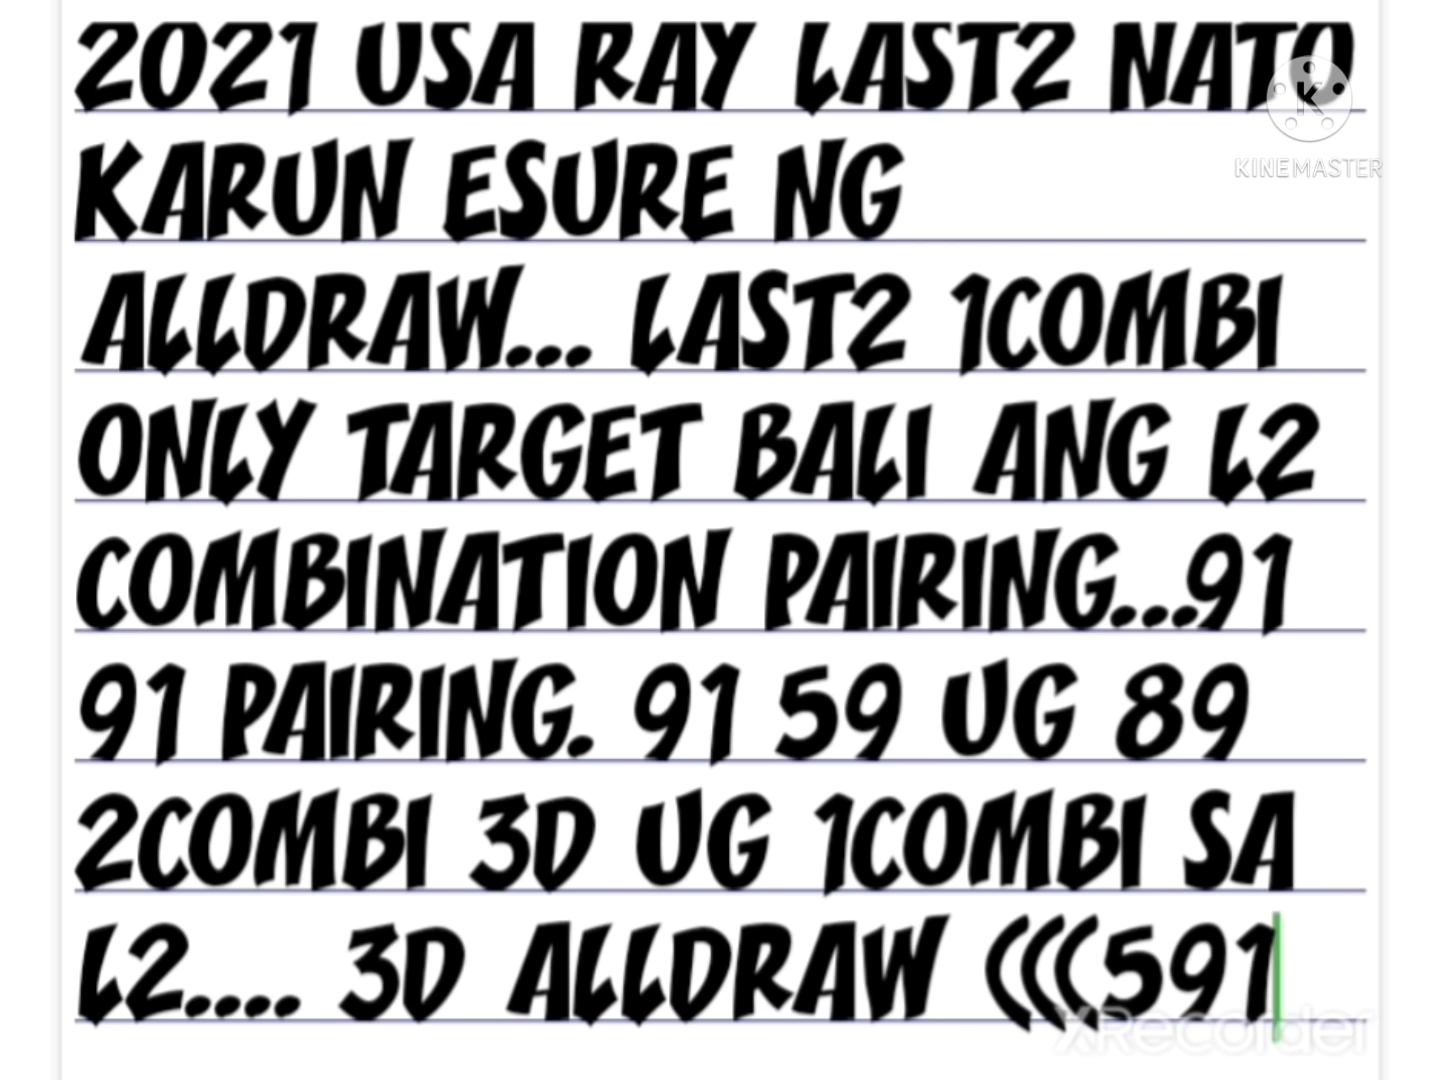 2021 USA RAY LAST2 NATO
KARUN ESURE NG
ALLDRAW... LAST2 1COMBI
ONLY TARGET BALI ANG L2
COMBINATION PAIRING...91
91 PAIRING. 91 59 UG 89
2COMBI 3D UG 1COMBI SA
L2.... 3D ALLDRAW (((591
K
KINEMASTER
XRecorder